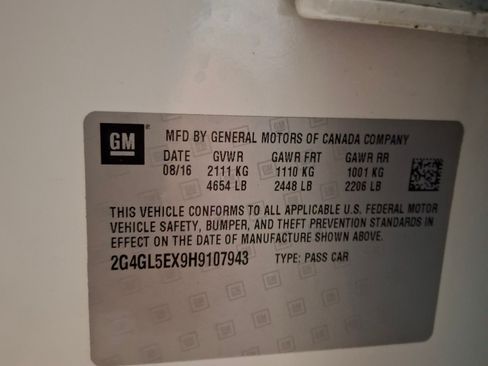 GM
MFD BY GENERAL MOTORS OF CANADA COMPANY
DATE GVWR GAWR FRT GAWR RR
08/16 2111 KG 1110 KG 1001 KG
4654 LB 2448 LB 2206 LB
THIS VEHICLE CONFORMS TO ALL APPLICABLE U.S. FEDERAL MOTOR
VEHICLE SAFETY, BUMPER, AND THEFT PREVENTION STANDARDS IN
EFFECT ON THE DATE OF MANUFACTURE SHOWN ABOVE.
2G4GL5EX9H9107943 TYPE: PASS CAR